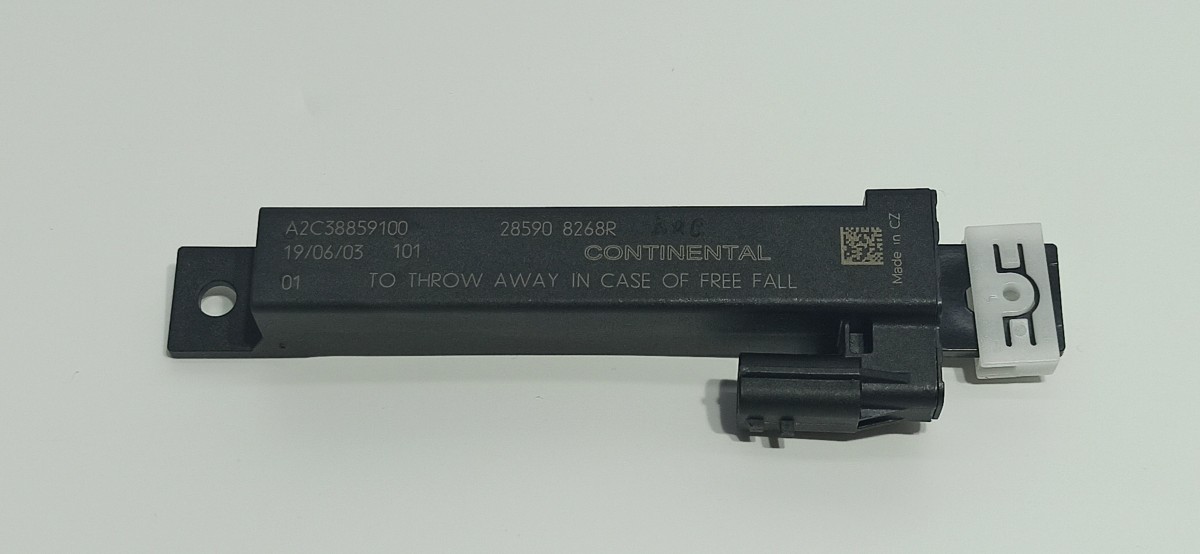 A2C38859100 28590 8268R
19/06/03 101 CONTINENTAL
01 TO THROW AWAY IN CASE OF FREE FALL
Made in CZ